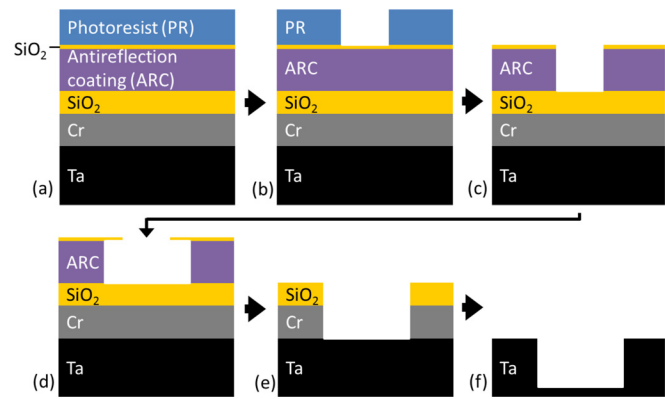 Photoresist (PR)
SiO₂
Antireflection
coating (ARC)
SiO₂
Cr
Ta
(a)
PR
ARC
SiO₂
Cr
Ta
(b)
ARC
SiO₂
Cr
Ta
(c)
ARC
SiO₂
Cr
Ta
(d)
SiO₂
Cr
Ta
(e)
Ta
(f)